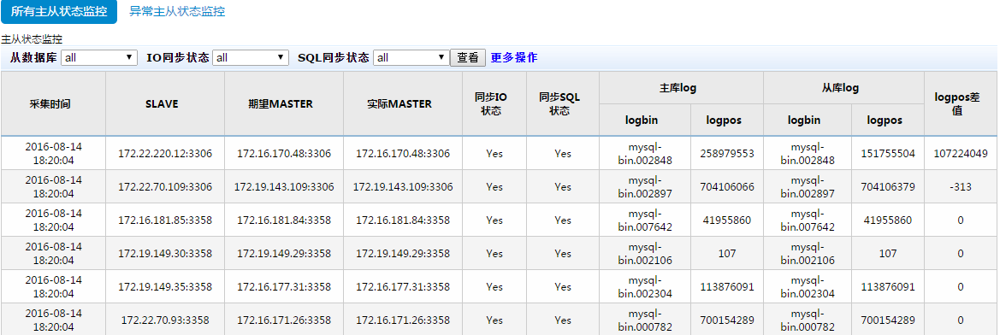 所有主从状态监控 异常主从状态监控
主从状态监控
从数据库 all IO同步状态 all SQL同步状态 all 查看 更多操作
采集时间 SLAVE 期望MASTER 实际MASTER 同步IO状态 同步SQL状态 主库log 从库log logpos差值
logbin logpos logbin logpos
2016-08-14 18:20:04 172.22.220.12:3306 172.16.170.48:3306 172.16.170.48:3306 Yes Yes mysql-bin.002848 258979553 mysql-bin.002848 151755504 107224049
2016-08-14 18:20:04 172.22.70.109:3306 172.19.143.109:3306 172.19.143.109:3306 Yes Yes mysql-bin.002897 704106066 mysql-bin.002897 704106379 -313
2016-08-14 18:20:04 172.16.181.85:3358 172.16.181.84:3358 172.16.181.84:3358 Yes Yes mysql-bin.007642 41955860 mysql-bin.007642 41955860 0
2016-08-14 18:20:04 172.19.149.30:3358 172.19.149.29:3358 172.19.149.29:3358 Yes Yes mysql-bin.002106 107 mysql-bin.002106 107 0
2016-08-14 18:20:04 172.19.149.35:3358 172.16.177.31:3358 172.16.177.31:3358 Yes Yes mysql-bin.002304 113876091 mysql-bin.002304 113876091 0
2016-08-14 18:20:04 172.22.70.93:3358 172.16.171.26:3358 172.16.171.26:3358 Yes Yes mysql-bin.000782 700154289 mysql-bin.000782 700154289 0